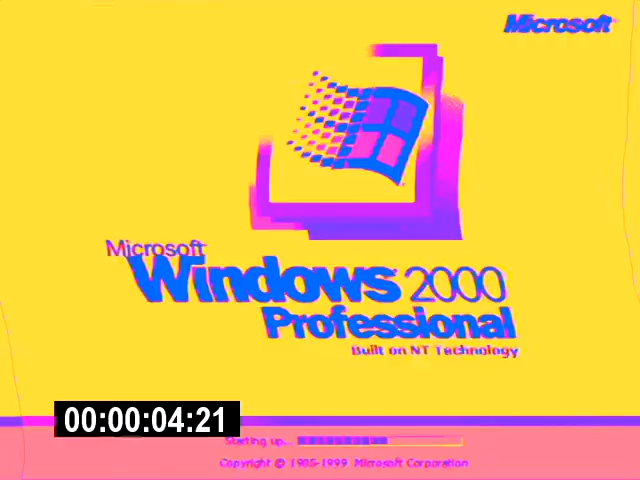 Microsoft
Microsoft
Windows 2000
Professional
Built on NT Technology
00:00:04:21
Starting up...
Copyright © 1985-1999 Microsoft Corporation